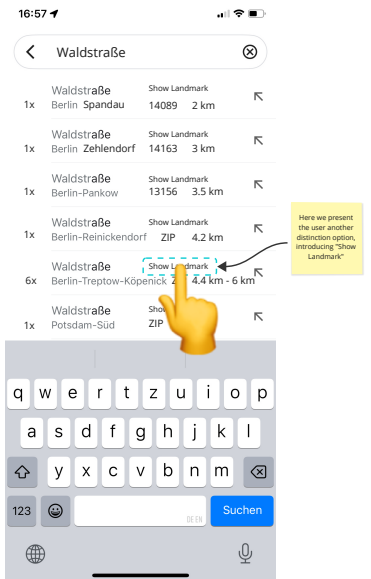 16:57
Waldstraße
Waldstraße Show Landmark
1x Berlin Spandau 14089 2 km
Waldstraße Show Landmark
1x Berlin Zehlendorf 14163 3 km
Waldstraße Show Landmark
1x Berlin-Pankow 13156 3.5 km
Waldstraße Show Landmark
1x Berlin-Reinickendorf ZIP 4.2 km
Here we present
the user another
distinction option,
introducing "Show
Landmark"
Waldstraße Show Landmark
6x Berlin-Treptow-Köpenick 4.4 km - 6 km
Waldstraße
1x Potsdam-Süd ZIP
q w e r t z u i o p
a s d f g h j k l
y x c v b n m
123 DE EN Suchen